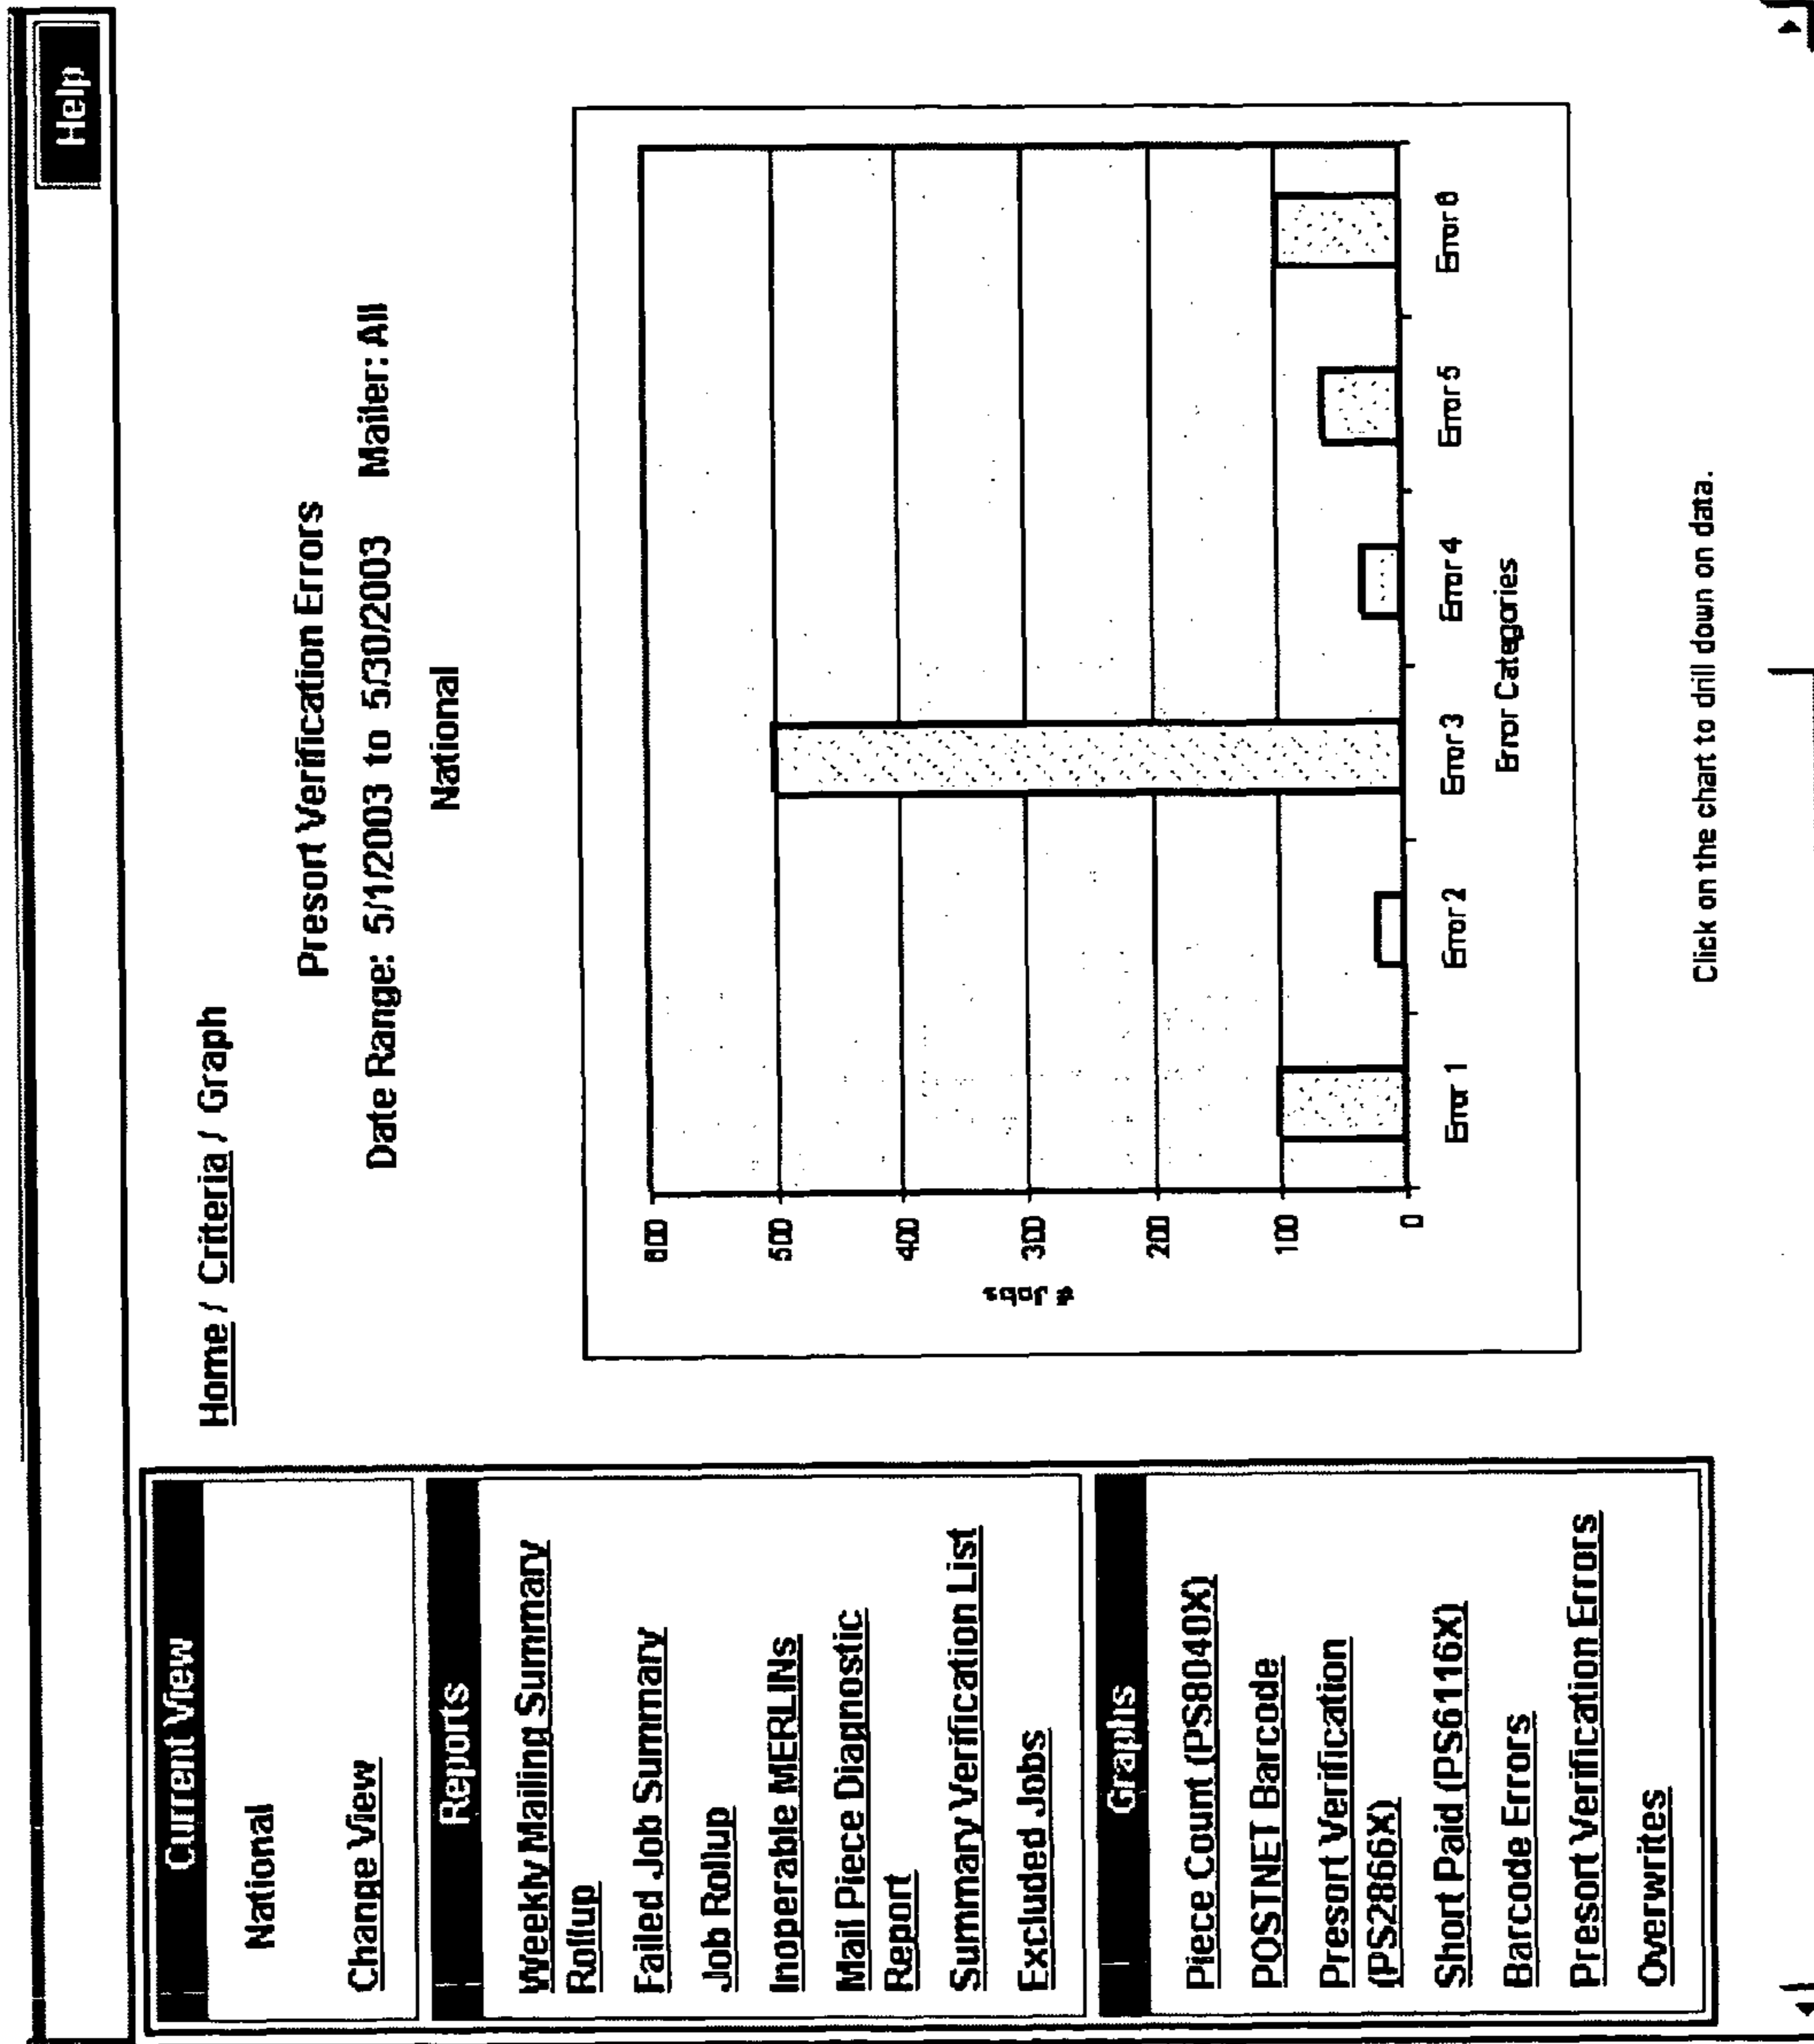 Help
Current View
National
Change View
Reports
Weekly Mailing Summary
Rollup
Failed Job Summary
Job Rollup
Inoperable MERLINs
Mail Piece Diagnostic
Report
Summary Verification List
Excluded Jobs
Graphs
Piece Count (PS8040X)
POSTNET Barcode
Presort Verification
(PS2866X)
Short Paid (PS6116X)
Barcode Errors
Presort Verification Errors
Overwrites
Home / Criteria / Graph
Presort Verification Errors
Date Range: 5/1/2003 to 5/30/2003 Mailer: All
National
# Jobs
600
500
400
300
200
100
0
Error 1 Error 2 Error 3 Error 4 Error 5 Error 6
Error Categories
Click on the chart to drill down on data.